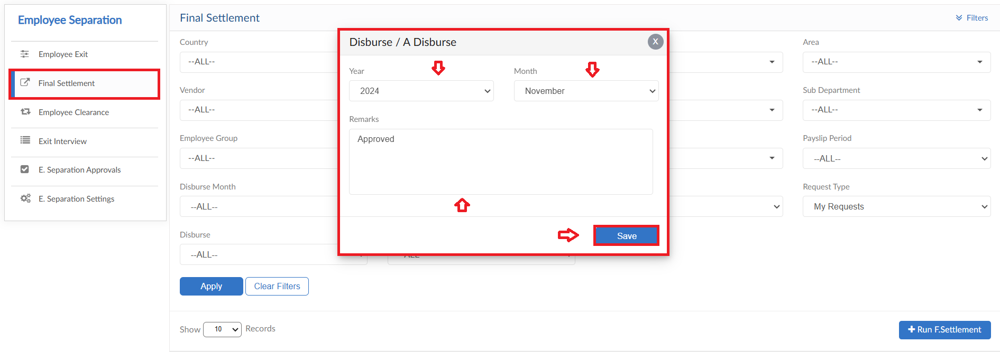 Employee Separation
Employee Exit
Final Settlement
Employee Clearance
Exit Interview
E. Separation Approvals
E. Separation Settings
Final Settlement
Filters
Country
--ALL--
Area
--ALL--
Vendor
--ALL--
Sub Department
--ALL--
Employee Group
--ALL--
Payslip Period
--ALL--
Disburse Month
--ALL--
Request Type
My Requests
Disburse
--ALL--
Disburse / A Disburse
X
Year
2024
Month
November
Remarks
Approved
Save
Apply
Clear Filters
Show 10 Records
Run F.Settlement